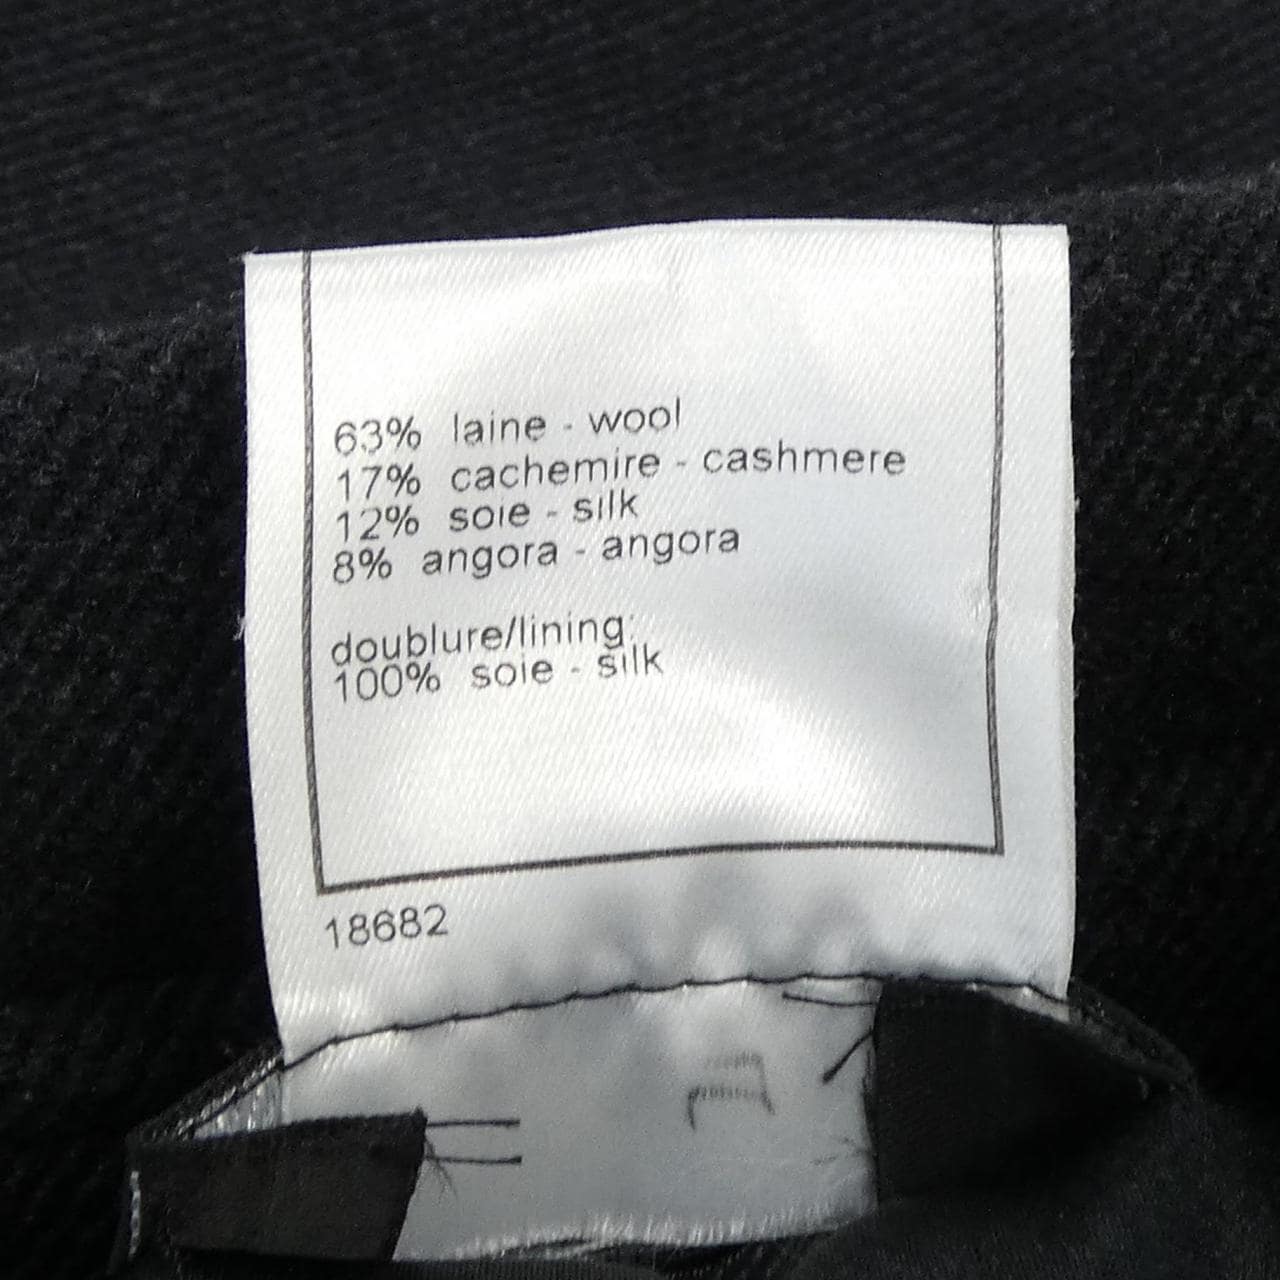 63% laine - wool
17% cachemire - cashmere
12% soie - silk
8% angora - angora
doublure/lining:
100% soie - silk
18682